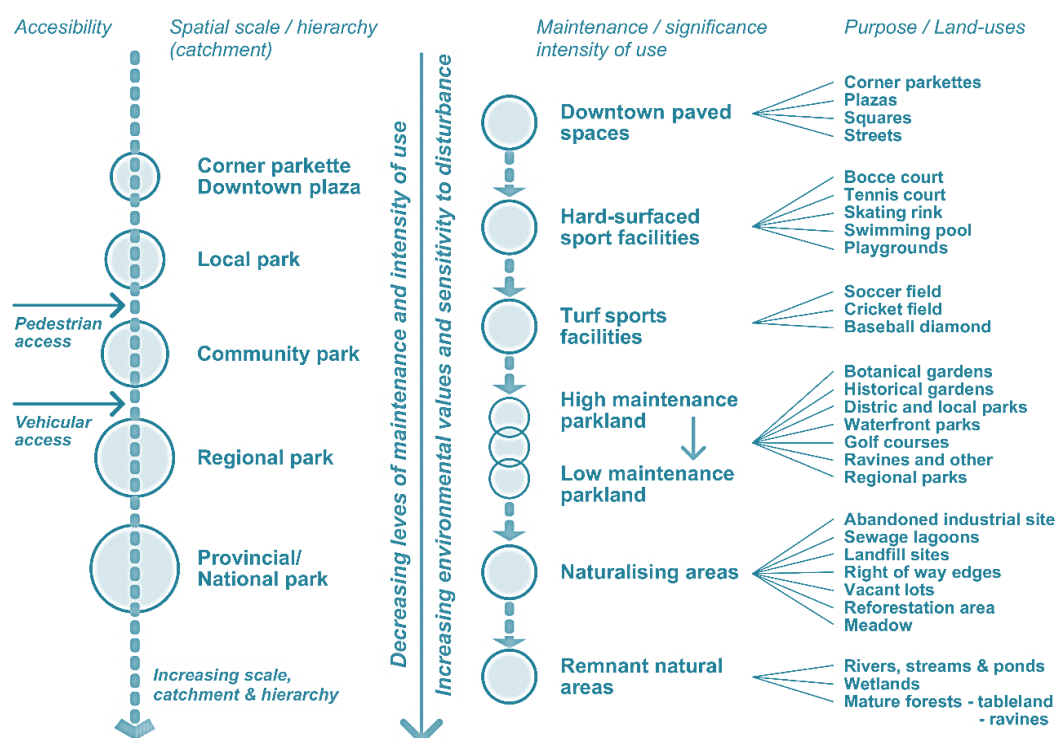 Accesibility
Spatial scale / hierarchy
(catchment)
Corner parkette
Downtown plaza
Local park
Pedestrian
access
Community park
Vehicular
access
Regional park
Provincial/
National park
Increasing scale,
catchment & hierarchy
Decreasing leves of maintenance and intensity of use
Increasing environmental values and sensitivity to disturbance
Maintenance / significance
intensity of use
Purpose / Land-uses
Downtown paved
spaces
Corner parkettes
Plazas
Squares
Streets
Hard-surfaced
sport facilities
Bocce court
Tennis court
Skating rink
Swimming pool
Playgrounds
Turf sports
facilities
Soccer field
Cricket field
Baseball diamond
High maintenance
parkland
Low maintenance
parkland
Botanical gardens
Historical gardens
Distric and local parks
Waterfront parks
Golf courses
Ravines and other
Regional parks
Naturalising areas
Abandoned industrial site
Sewage lagoons
Landfill sites
Right of way edges
Vacant lots
Reforestation area
Meadow
Remnant natural
areas
Rivers, streams & ponds
Wetlands
Mature forests - tableland
- ravines